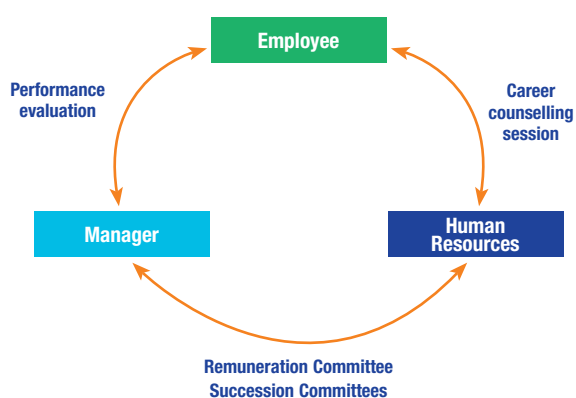 Employee
Performance
evaluation
Career
counselling
session
Manager
Human
Resources
Remuneration Committee
Succession Committees